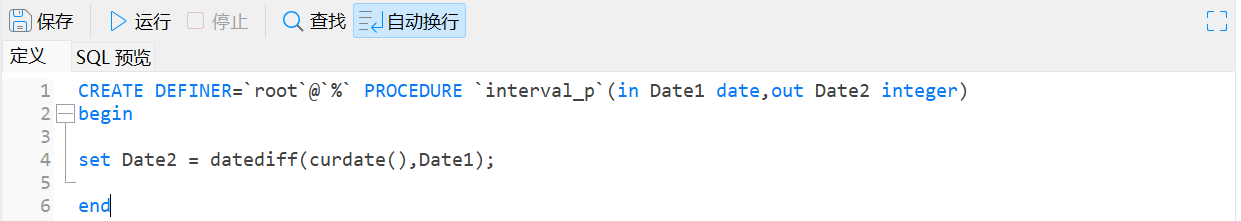 保存 运行 停止 查找 自动换行
定义 SQL 预览
1 CREATE DEFINER=`root`@`%` PROCEDURE `interval_p`(in Date1 date,out Date2 integer)
2 begin
3
4 set Date2 = datediff(curdate(),Date1);
5
6 end